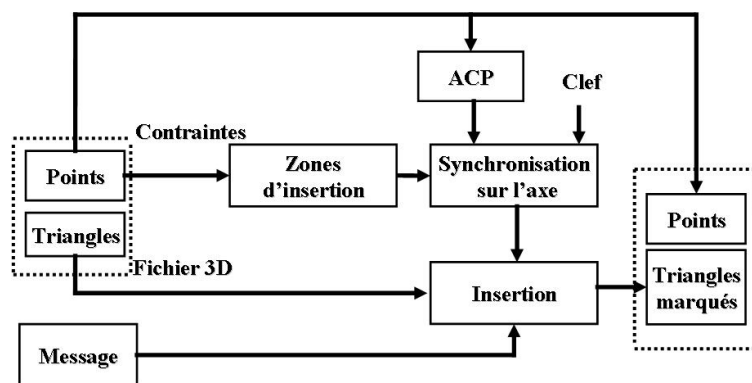 ACP
Clef
Contraintes
Points
Zones
d'insertion
Synchronisation
sur l'axe
Points
Triangles
Fichier 3D
Insertion
Triangles
marqués
Message